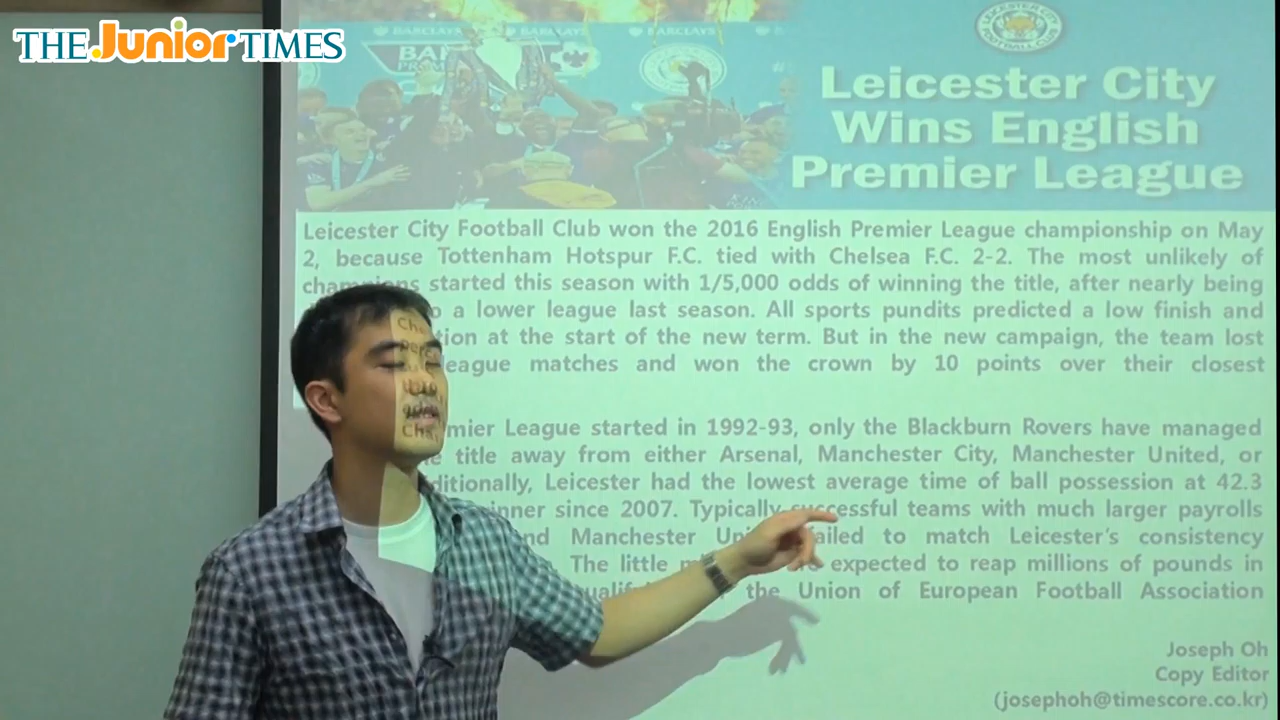 THE Junior TIMES
BARCLAYS BARCLAYS BARCLAYS
LEICESTER CITY
FOOTBALL CLUB
Leicester City
Wins English
Premier League
Leicester City Football Club won the 2016 English Premier League championship on May
2, because Tottenham Hotspur F.C. tied with Chelsea F.C. 2-2. The most unlikely of
champions started this season with 1/5,000 odds of winning the title, after nearly being
a lower league last season. All sports pundits predicted a low finish and
at the start of the new term. But in the new campaign, the team lost
league matches and won the crown by 10 points over their closest
League started in 1992-93, only the Blackburn Rovers have managed
title away from either Arsenal, Manchester City, Manchester United, or
Leicester had the lowest average time of ball possession at 42.3
since 2007. Typically successful teams with much larger payrolls
Manchester failed to match Leicester's consistency
The little expected to reap millions of pounds in
the Union of European Football Association
Joseph Oh
Copy Editor
(josephoh@timescore.co.kr)